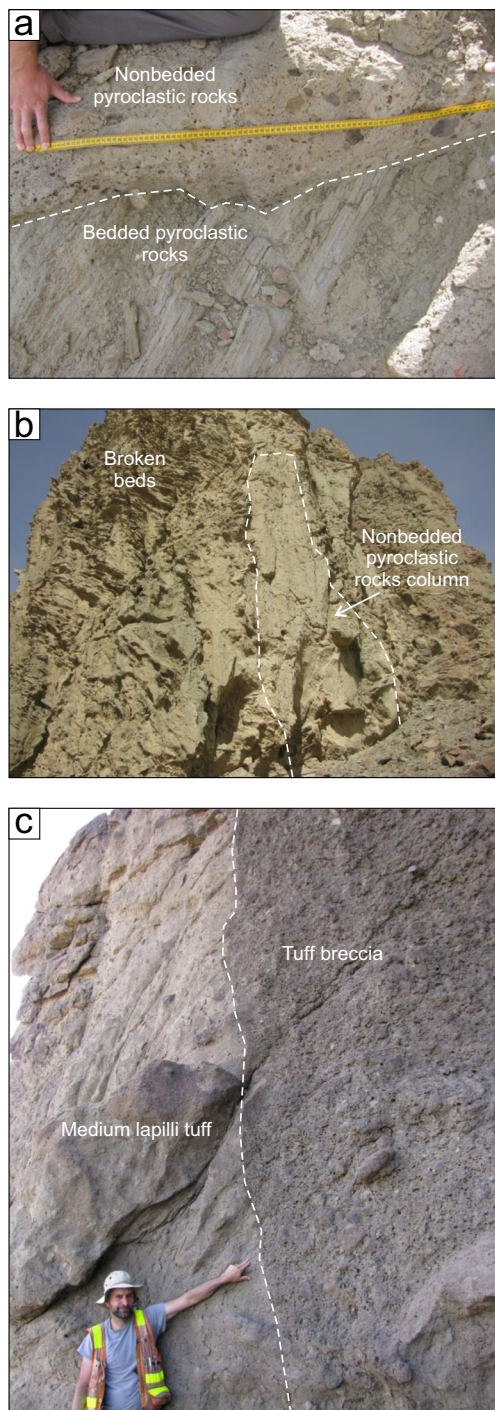 a
Nonbedded
pyroclastic rocks
Bedded pyroclastic
rocks
b
Broken
beds
Nonbedded
pyroclastic
rocks column
c
Tuff breccia
Medium lapilli tuff